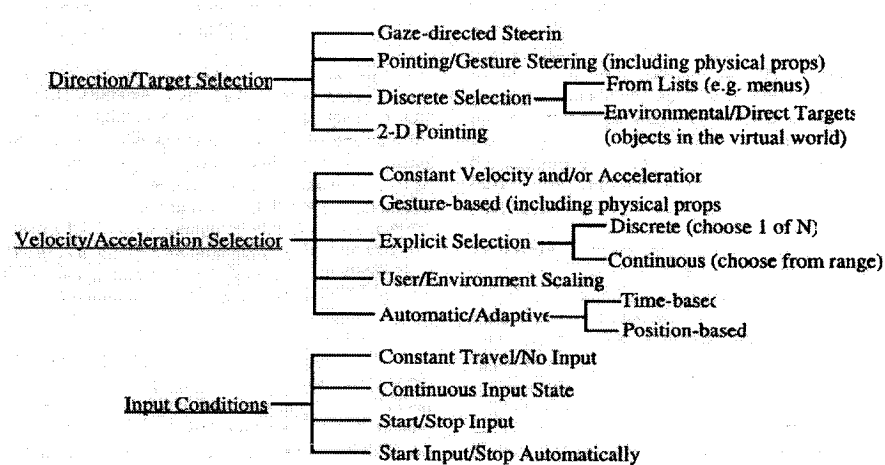 Gaze-directed Steerin
Pointing/Gesture Steering (including physical props)
Direction/Target Selection
Discrete Selection
From Lists (e.g. menus)
Environmental/Direct Targets
(objects in the virtual world)
2-D Pointing
Constant Velocity and/or Acceleration
Gesture-based (including physical props
Velocity/Acceleration Selection
Explicit Selection
Discrete (choose 1 of N)
Continuous (choose from range)
User/Environment Scaling
Automatic/Adaptive
Time-based
Position-based
Constant Travel/No Input
Continuous Input State
Input Conditions
Start/Stop Input
Start Input/Stop Automatically